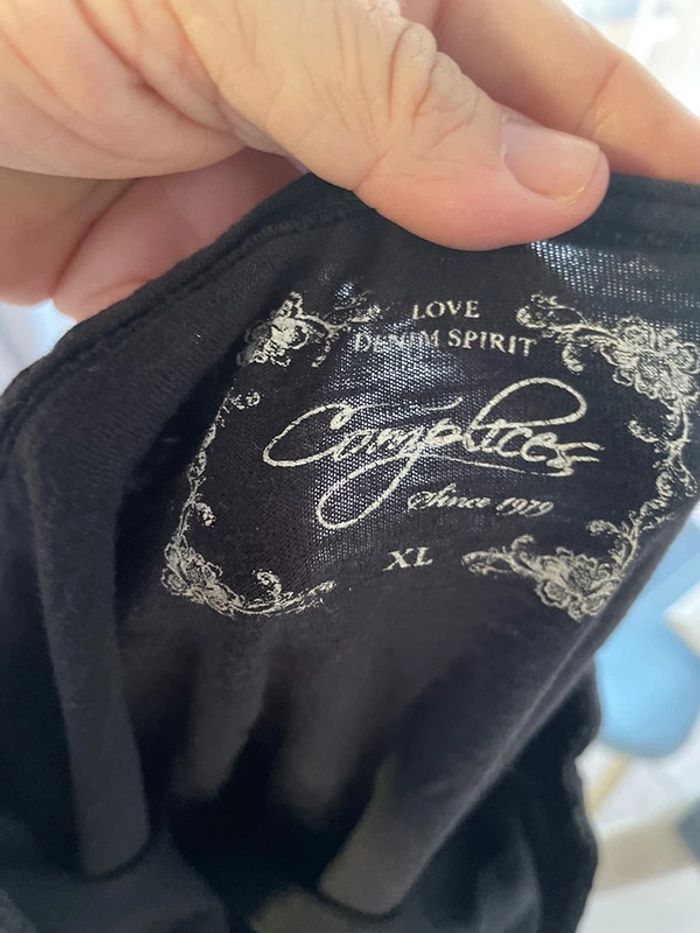 LOVE
DENIM SPIRIT
Complices
Since 1979
XL